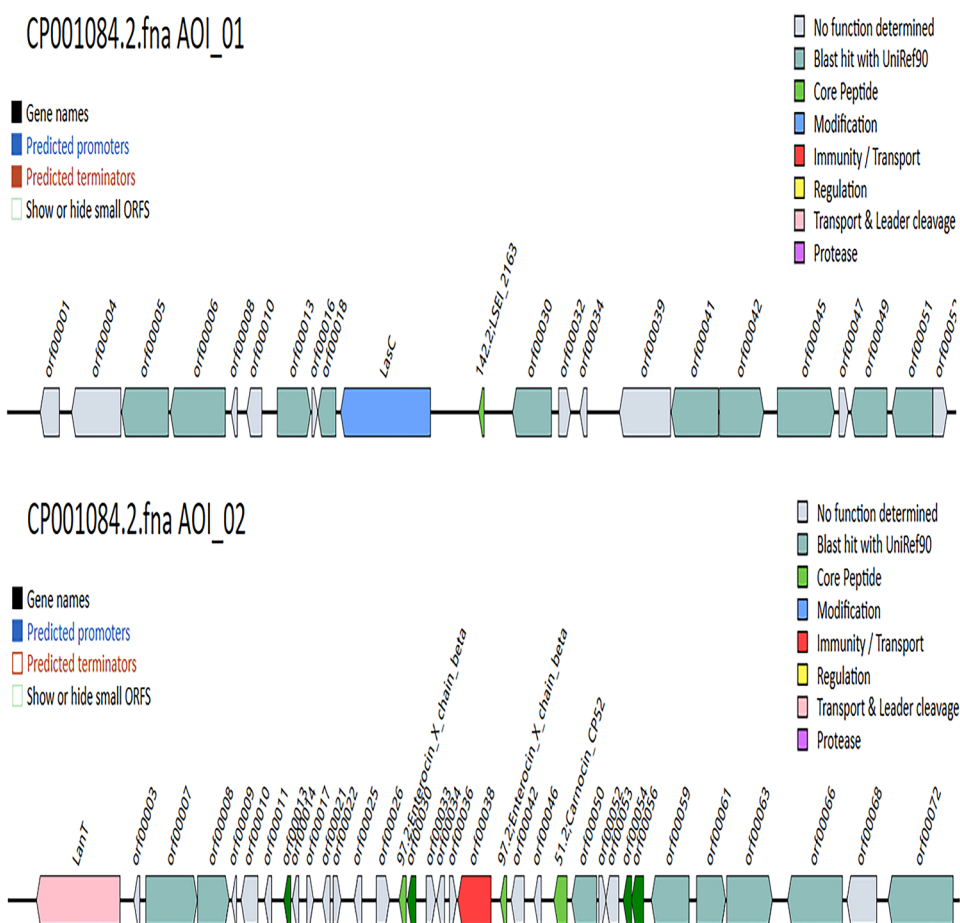 CP001084.2.fna AOI_01
Gene names
Predicted promoters
Predicted terminators
Show or hide small ORFS
No function determined
Blast hit with UniRef90
Core Peptide
Modification
Immunity / Transport
Regulation
Transport & Leader cleavage
Protease
orf00001
orf00004
orf00005
orf00006
orf00008
orf00010
orf00013
orf00016
orf00018
LasC
142.2;LSEI_2163
orf00030
orf00032
orf00034
orf00039
orf00041
orf00042
orf00045
orf00047
orf00049
orf00051
CP001084.2.fna AOI_02
Gene names
Predicted promoters
Predicted terminators
Show or hide small ORFS
No function determined
Blast hit with UniRef90
Core Peptide
Modification
Immunity / Transport
Regulation
Transport & Leader cleavage
Protease
LanT
orf00003
orf00007
orf00008
orf00009
orf00010
orf00011
orf00013
orf00014
orf00017
orf00021
orf00022
orf00025
orf00026
97.2;Enterocin_X_chain_beta
orf00034
orf00036
orf00038
97.2;Enterocin_X_chain_beta
orf00042
orf00046
51.2;Carnocin_CP52
orf00050
orf00053
orf00054
orf00056
orf00059
orf00061
orf00063
orf00066
orf00068
orf00072